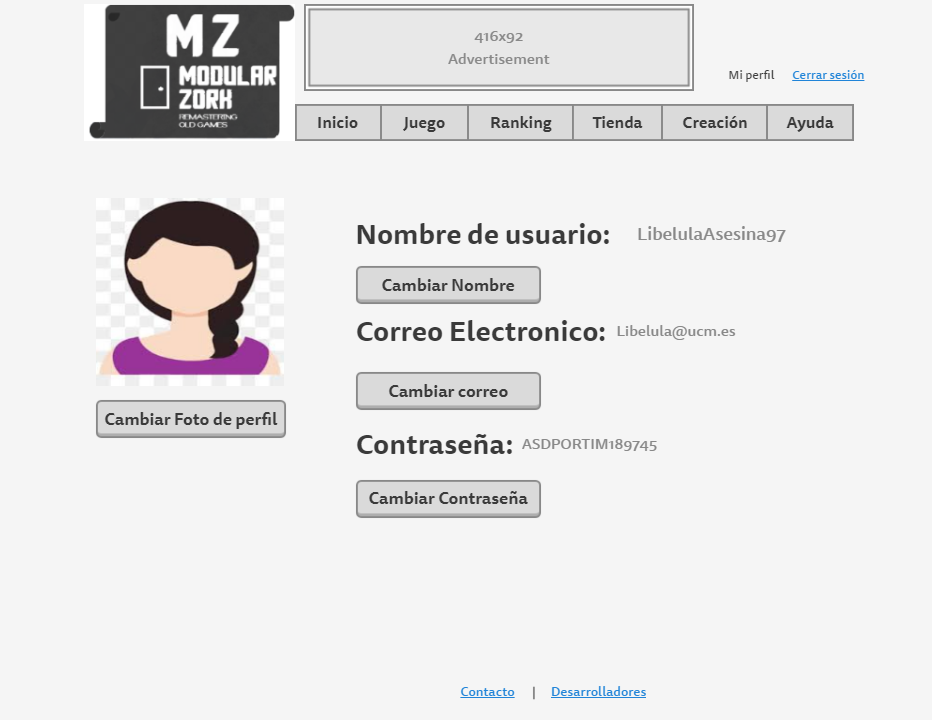 MZ
MODULAR
ZORK
REMASTERING
OLD GAMES
416x92
Advertisement
Mi perfil Cerrar sesión
Inicio Juego Ranking Tienda Creación Ayuda
Nombre de usuario: LibelulaAsesina97
Cambiar Nombre
Correo Electronico: Libelula@ucm.es
Cambiar correo
Cambiar Foto de perfil
Contraseña: ASDPORTIM189745
Cambiar Contraseña
Contacto | Desarrolladores